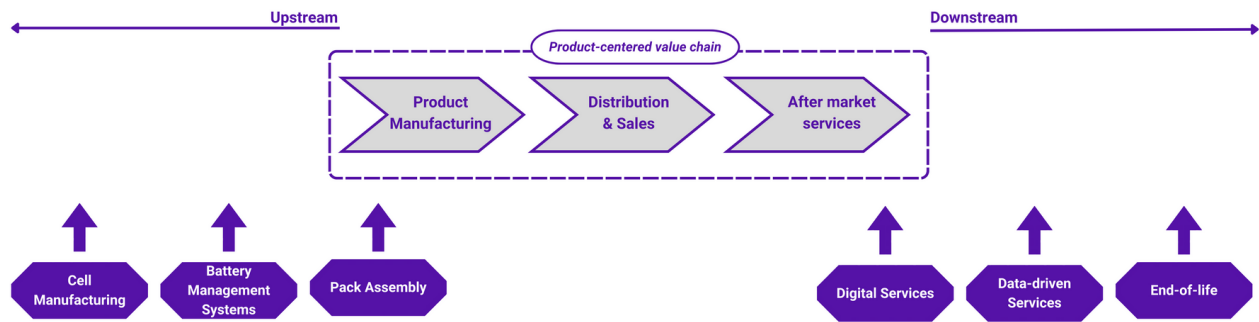 Upstream
Downstream
Product-centered value chain
Product
Manufacturing
Distribution
& Sales
After market
services
Cell
Manufacturing
Battery
Management
Systems
Pack Assembly
Digital Services
Data-driven
Services
End-of-life